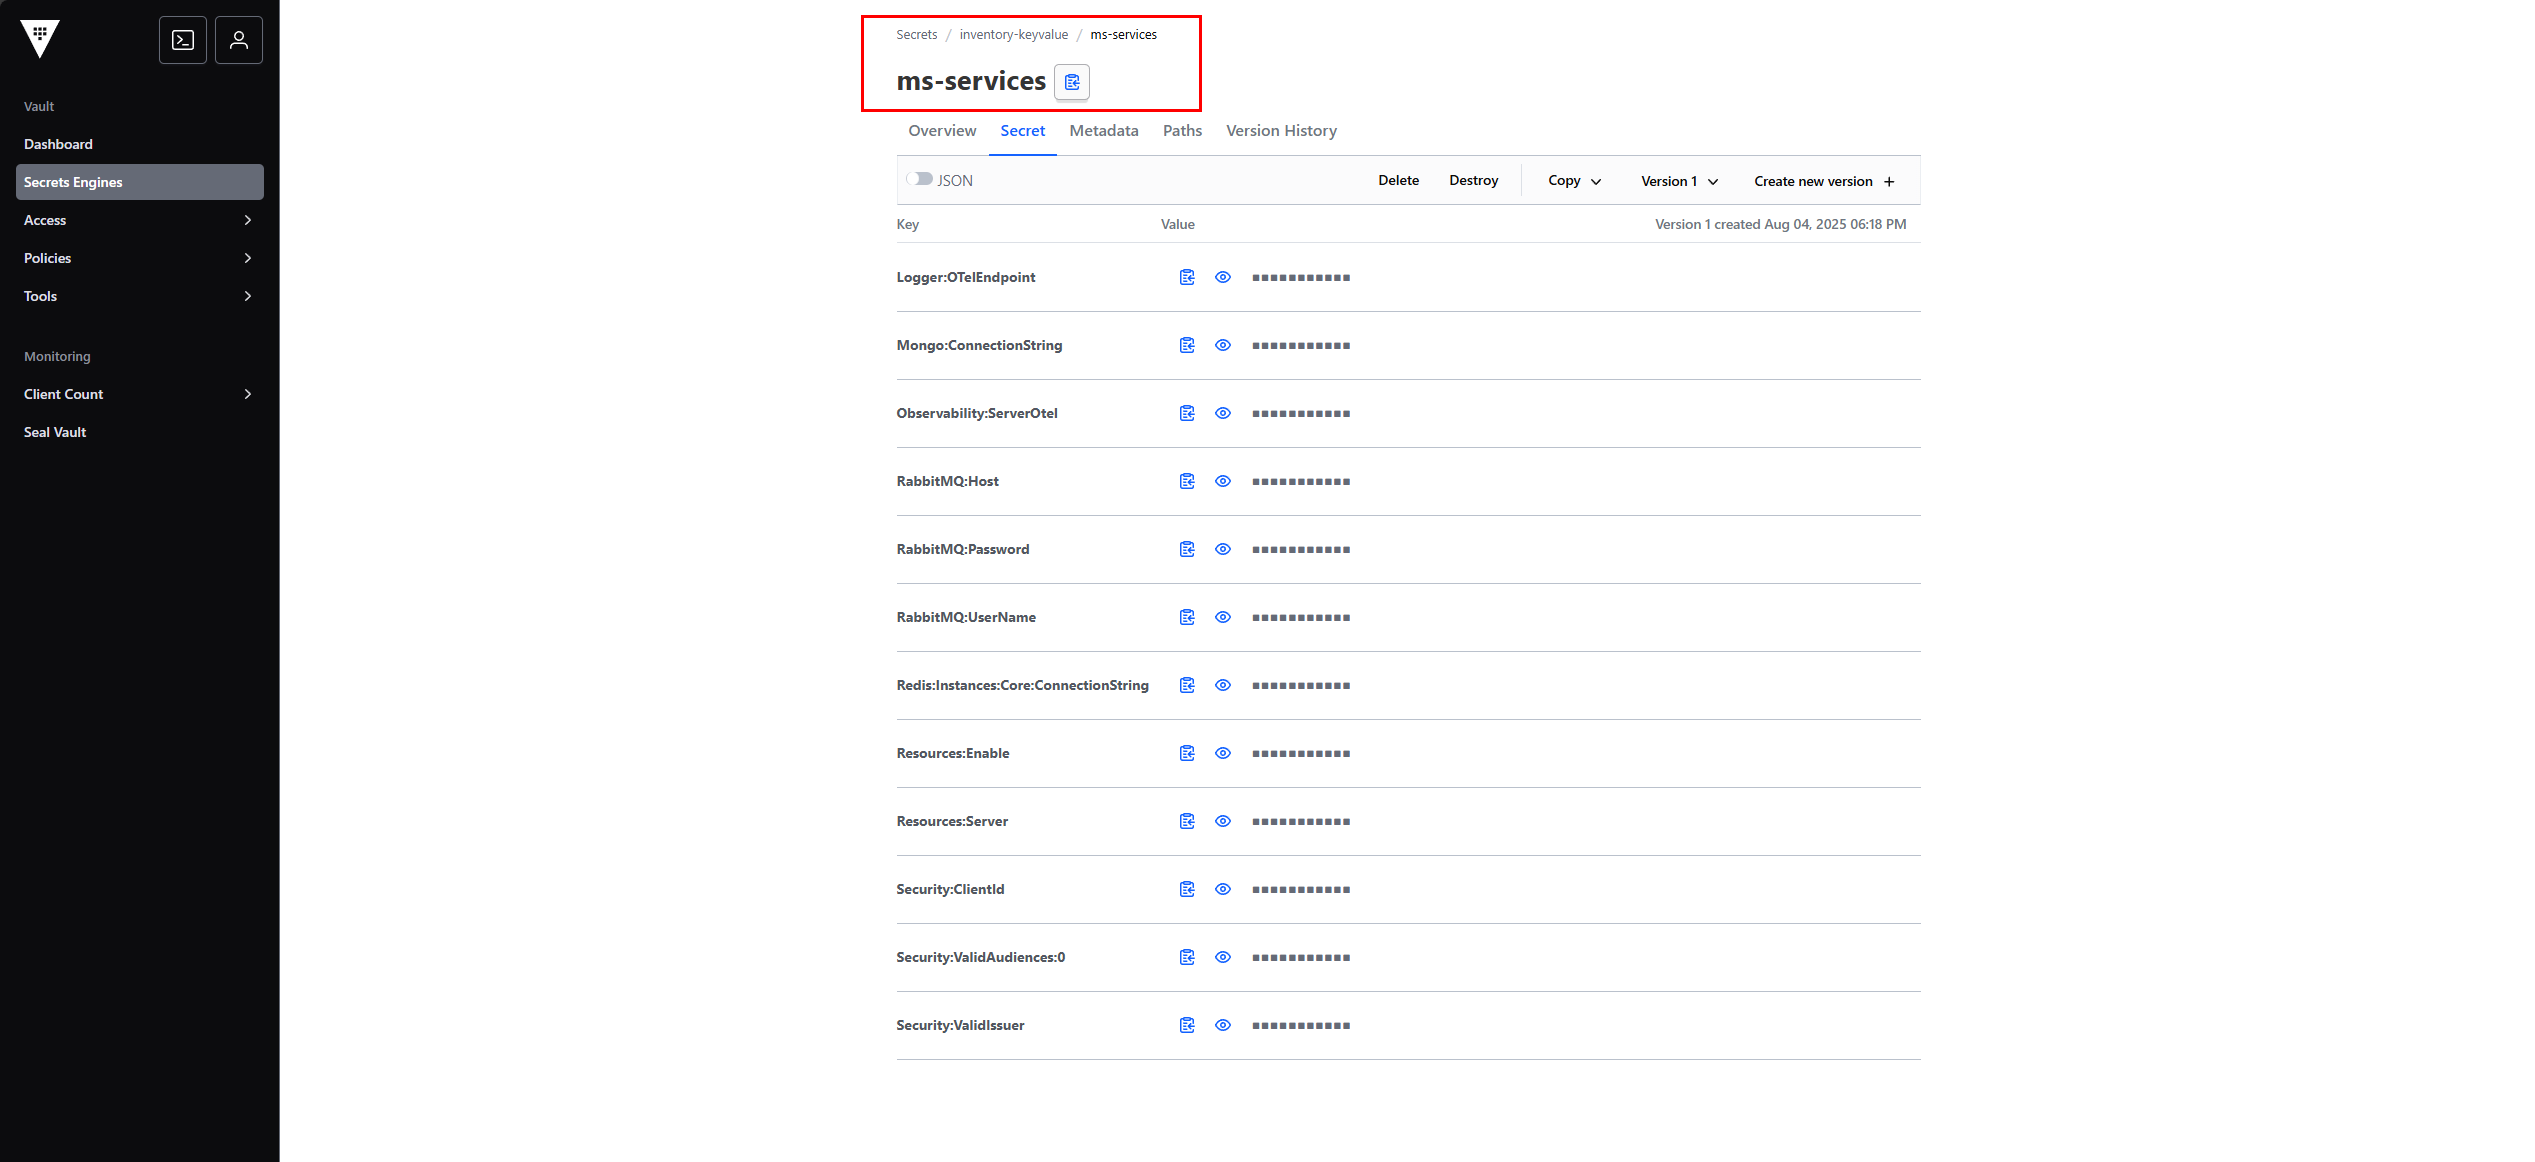 Vault
Dashboard
Secrets Engines
Access
Policies
Tools
Monitoring
Client Count
Seal Vault
Secrets / inventory-keyvalue / ms-services
ms-services
Overview Secret Metadata Paths Version History
JSON Delete Destroy Copy Version 1 Create new version +
Key Value Version 1 created Aug 04, 2025 06:18 PM
Logger:OTelEndpoint
Mongo:ConnectionString
Observability:ServerOtel
RabbitMQ:Host
RabbitMQ:Password
RabbitMQ:UserName
Redis:Instances:Core:ConnectionString
Resources:Enable
Resources:Server
Security:ClientId
Security:ValidAudiences:0
Security:ValidIssuer